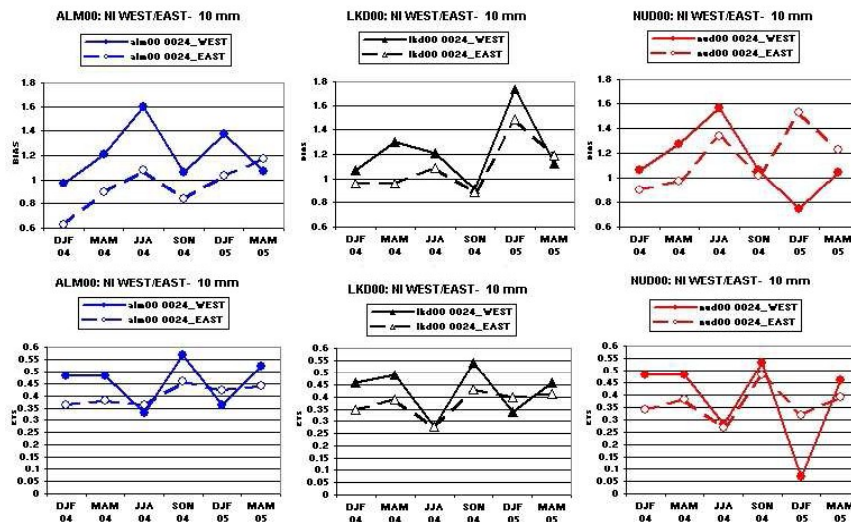 ALM00: NI WEST/EAST- 10 mm
alm00 0024_WEST
alm00 0024_EAST
BIAS
1.8
1.6
1.4
1.2
1
0.8
0.6
DJF 04
MAM 04
JJA 04
SON 04
DJF 05
MAM 05
LKD00: NI WEST/EAST- 10 mm
lkd00 0024_WEST
lkd00 0024_EAST
BIAS
1.8
1.6
1.4
1.2
1
0.8
0.6
DJF 04
MAM 04
JJA 04
SON 04
DJF 05
MAM 05
NUD00: NI WEST/EAST- 10 mm
nud00 0024_WEST
nud00 0024_EAST
BIAS
1.8
1.6
1.4
1.2
1
0.8
0.6
DJF 04
MAM 04
JJA 04
SON 04
DJF 05
MAM 05
ALM00: NI WEST/EAST- 10 mm
alm00 0024_WEST
alm00 0024_EAST
ETS
0.6
0.55
0.5
0.45
0.4
0.35
0.3
0.25
0.2
0.15
0.1
0.05
0
DJF 04
MAM 04
JJA 04
SON 04
DJF 05
MAM 05
LKD00: NI WEST/EAST- 10 mm
lkd00 0024_WEST
lkd00 0024_EAST
ETS
0.6
0.55
0.5
0.45
0.4
0.35
0.3
0.25
0.2
0.15
0.1
0.05
0
DJF 04
MAM 04
JJA 04
SON 04
DJF 05
MAM 05
NUD00: NI WEST/EAST- 10 mm
nud00 0024_WEST
nud00 0024_EAST
ETS
0.6
0.55
0.5
0.45
0.4
0.35
0.3
0.25
0.2
0.15
0.1
0.05
0
DJF 04
MAM 04
JJA 04
SON 04
DJF 05
MAM 05